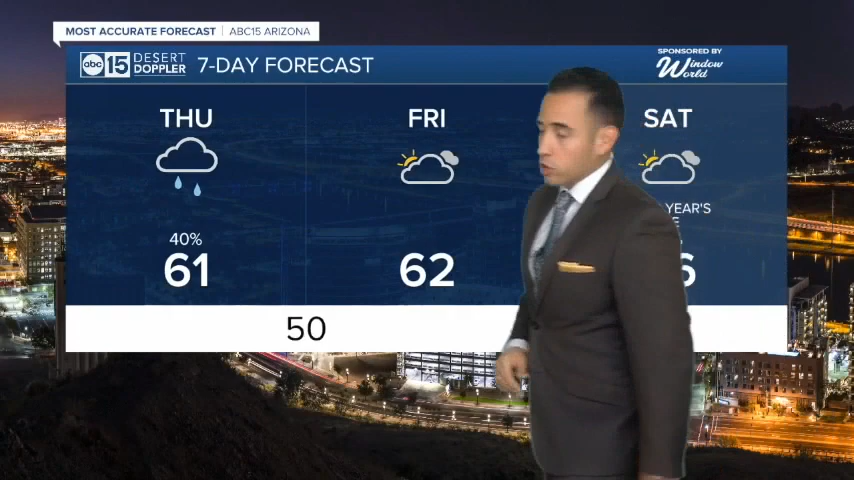 MOST ACCURATE FORECAST | ABC15 ARIZONA
abc 15 DESERT DOPPLER 7-DAY FORECAST
SPONSORED BY
Window World
THU FRI SAT
YEAR'S
40%
61 62
50